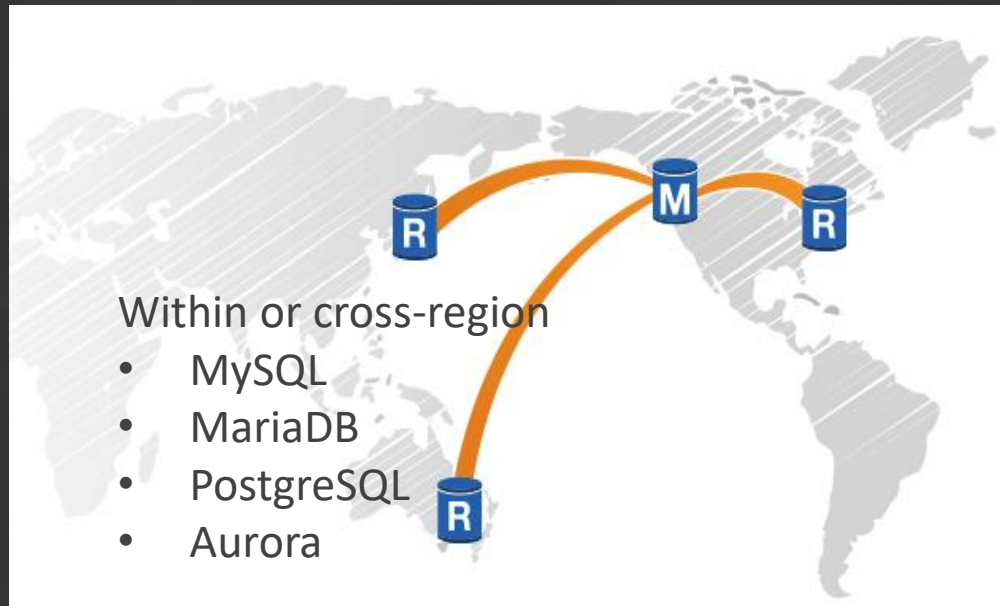 M
R
R
Within or cross-region
• MySQL
• MariaDB
• PostgreSQL
R
• Aurora